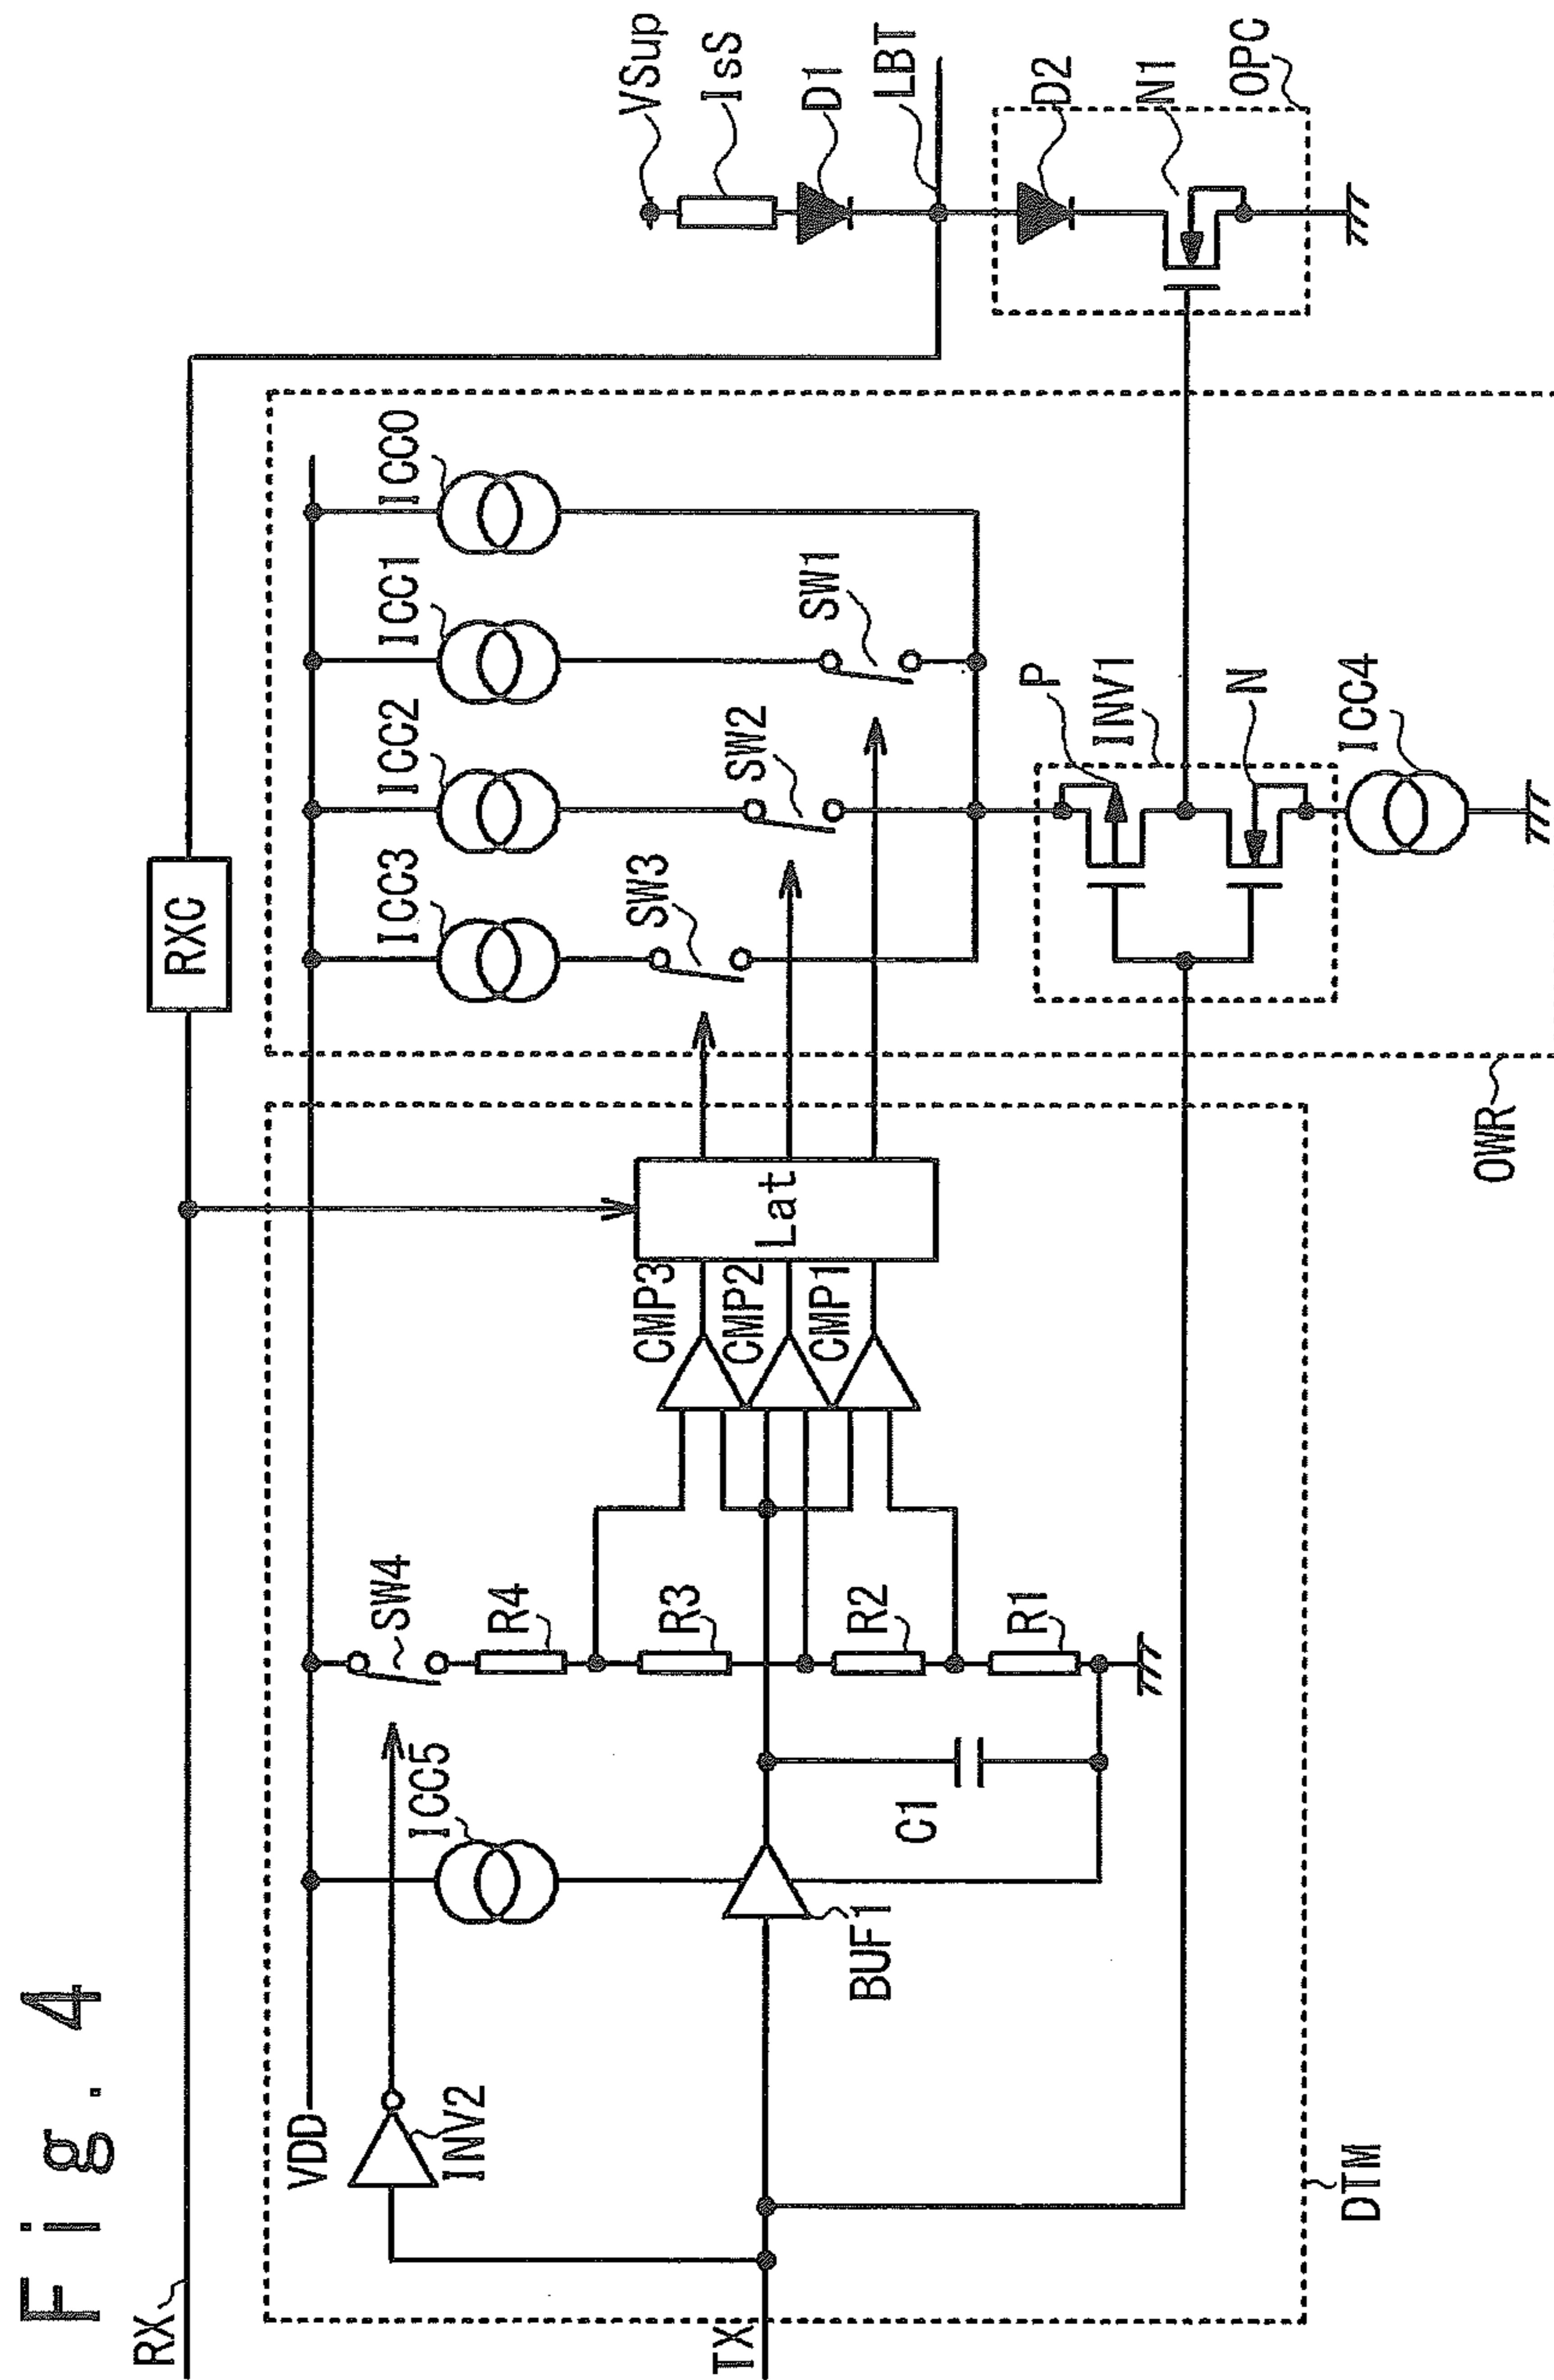 Fig. 4
RX
RXC
VDD
INV2
ICC5
SW4
ICC3
ICC2
ICC1
ICC0
VSup
IsS
D1
LBT
D2
N1
OPC
R4
R3
R2
R1
CMP3
CMP2
CMP1
Lat
SW3
SW2
SW1
P
INV1
N
ICC4
C1
BUF1
TX
DTM
OWR